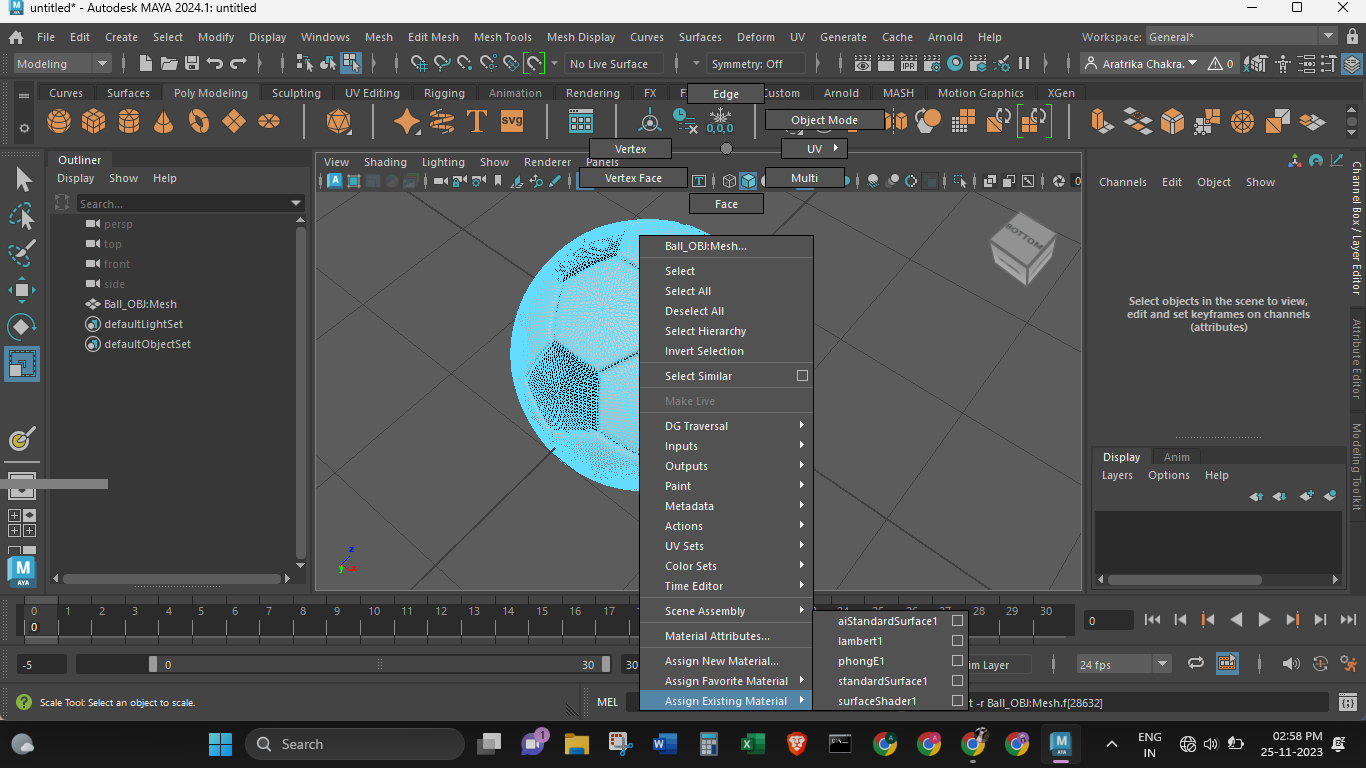 untitled* - Autodesk MAYA 2024.1: untitled
File Edit Create Select Modify Display Windows Mesh Edit Mesh Mesh Tools Mesh Display Curves Surfaces Deform UV Generate Cache Arnold Help
Workspace: General*
Modeling
No Live Surface
Symmetry: Off
IPR
Aratrika Chakra.
0
Curves Surfaces Poly Modeling Sculpting UV Editing Rigging Animation Rendering FX
Arnold MASH Motion Graphics XGen
Edge
Object Mode
Vertex
UV
Vertex Face
Multi
Face
svg
0,0,0
Outliner
Display Show Help
Search...
persp
top
front
side
Ball_OBJ:Mesh
defaultLightSet
defaultObjectSet
View Shading Lighting Show Renderer Panels
BOTTOM
Ball_OBJ:Mesh...
Select
Select All
Deselect All
Select Hierarchy
Invert Selection
Select Similar
Make Live
DG Traversal
Inputs
Outputs
Paint
Metadata
Actions
UV Sets
Color Sets
Time Editor
Scene Assembly
Material Attributes...
Assign New Material...
Assign Favorite Material
Assign Existing Material
aiStandardSurface1
lambert1
phongE1
standardSurface1
surfaceShader1
Channels Edit Object Show
Select objects in the scene to view,
edit and set keyframes on channels
(attributes)
Channel Box / Layer Editor
Attribute Editor
Modeling Toolkit
Display Anim
Layers Options Help
z
M
AYA
0 1 2 3 4 5 6 7 8 9 10 11 12 13 14 15 16 17
28 29 30
0
0
-5
0
30
30
24 fps
Scale Tool: Select an object to scale.
MEL
-r Ball_OBJ:Mesh.f[28632]
Search
1
ENG
IN
02:58 PM
25-11-2023